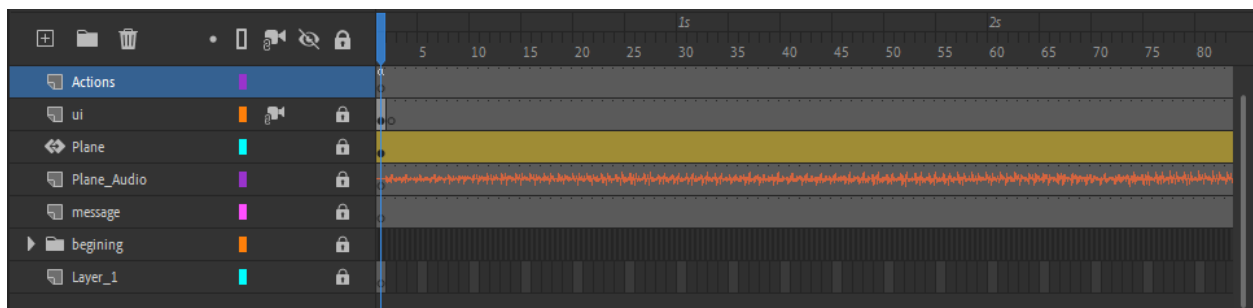 1s 2s
5 10 15 20 25 30 35 40 45 50 55 60 65 70 75 80
Actions
a
ui
Plane
Plane_Audio
message
begining
Layer_1